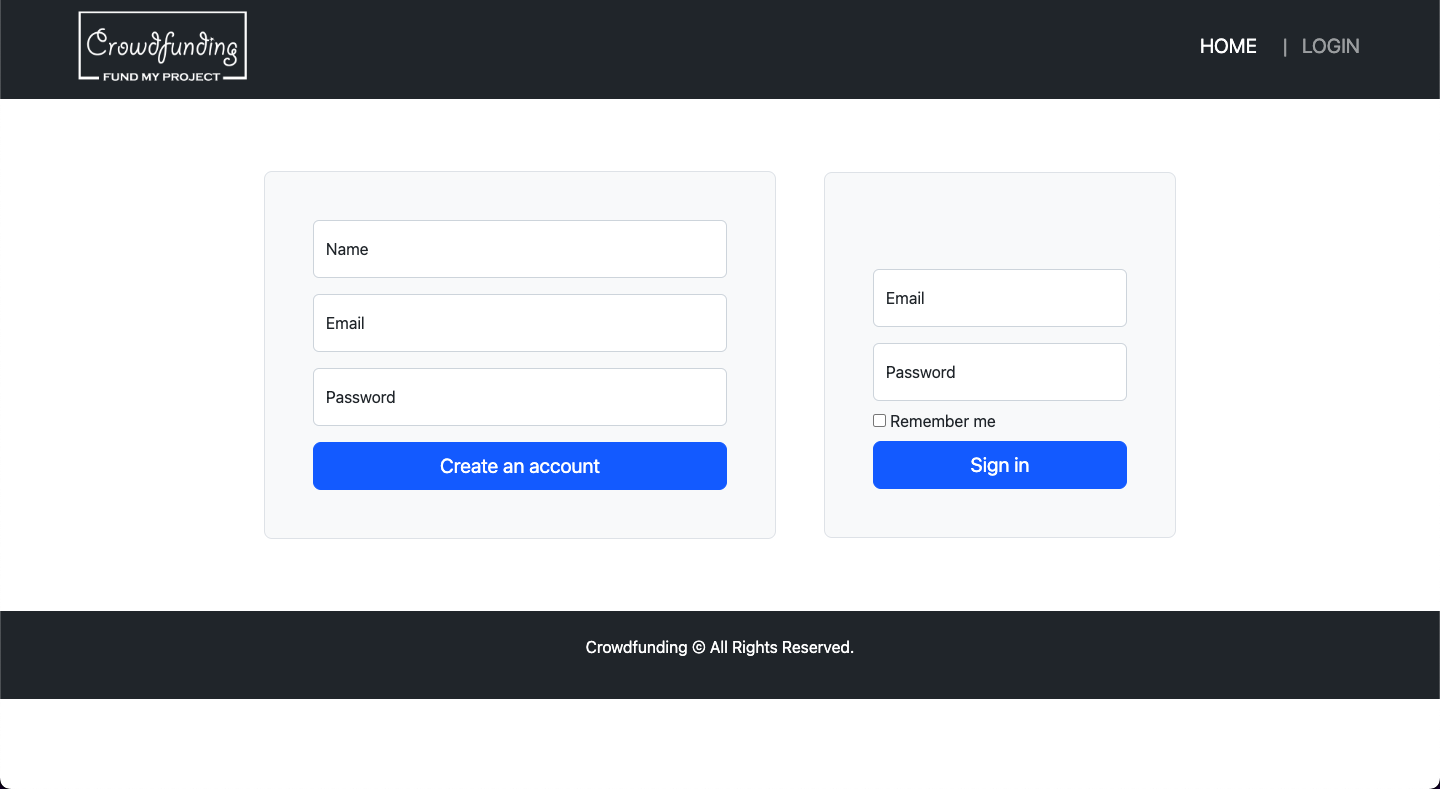 Crowdfunding
FUND MY PROJECT
HOME | LOGIN
Name
Email
Password
Create an account
Email
Password
Remember me
Sign in
Crowdfunding © All Rights Reserved.